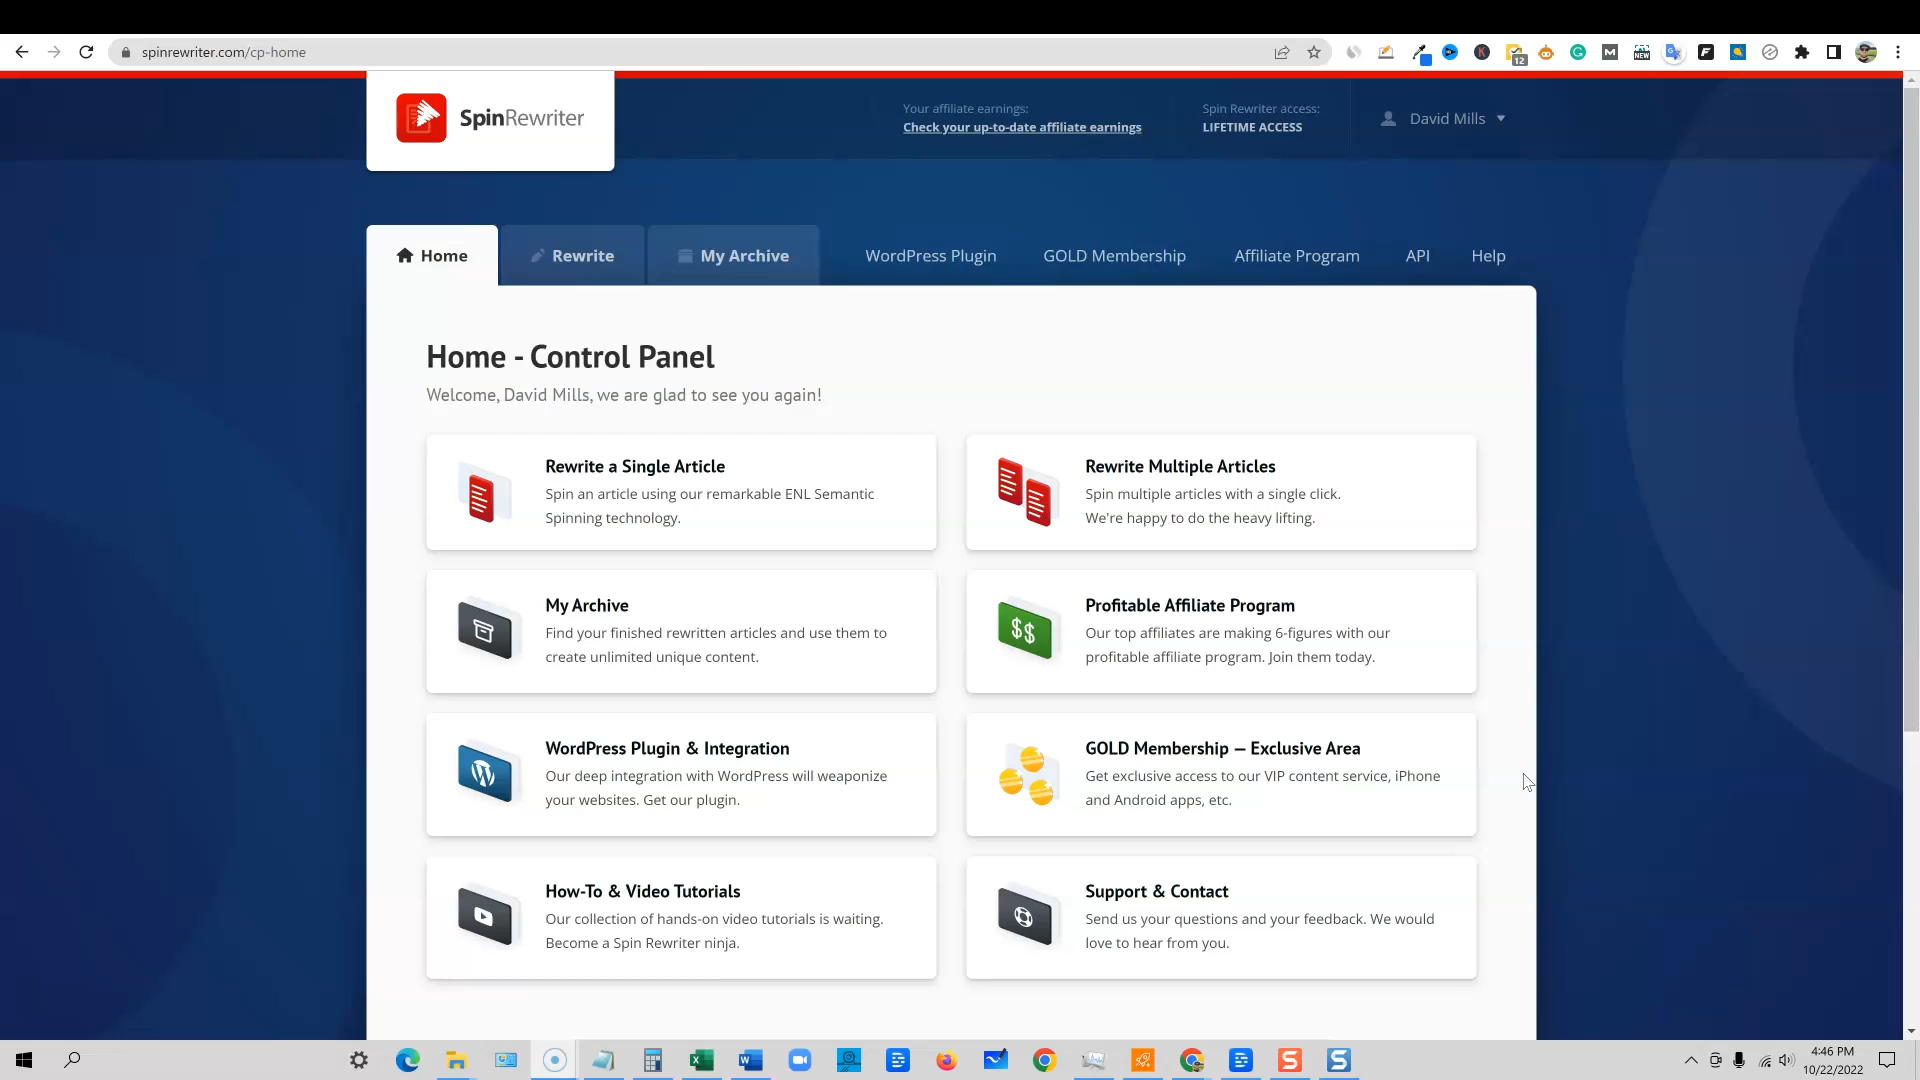 spinrewriter.com/cp-home
12
NEW
SpinRewriter
Your affiliate earnings:
Check your up-to-date affiliate earnings
Spin Rewriter access:
LIFETIME ACCESS
David Mills
Home
Rewrite
My Archive
WordPress Plugin
GOLD Membership
Affiliate Program
API
Help
Home - Control Panel
Welcome, David Mills, we are glad to see you again!
Rewrite a Single Article
Spin an article using our remarkable ENL Semantic
Spinning technology.
Rewrite Multiple Articles
Spin multiple articles with a single click.
We're happy to do the heavy lifting.
My Archive
Find your finished rewritten articles and use them to
create unlimited unique content.
$$
Profitable Affiliate Program
Our top affiliates are making 6-figures with our
profitable affiliate program. Join them today.
WordPress Plugin & Integration
Our deep integration with WordPress will weaponize
your websites. Get our plugin.
GOLD Membership — Exclusive Area
Get exclusive access to our VIP content service, iPhone
and Android apps, etc.
How-To & Video Tutorials
Our collection of hands-on video tutorials is waiting.
Become a Spin Rewriter ninja.
Support & Contact
Send us your questions and your feedback. We would
love to hear from you.
4:46 PM
10/22/2022